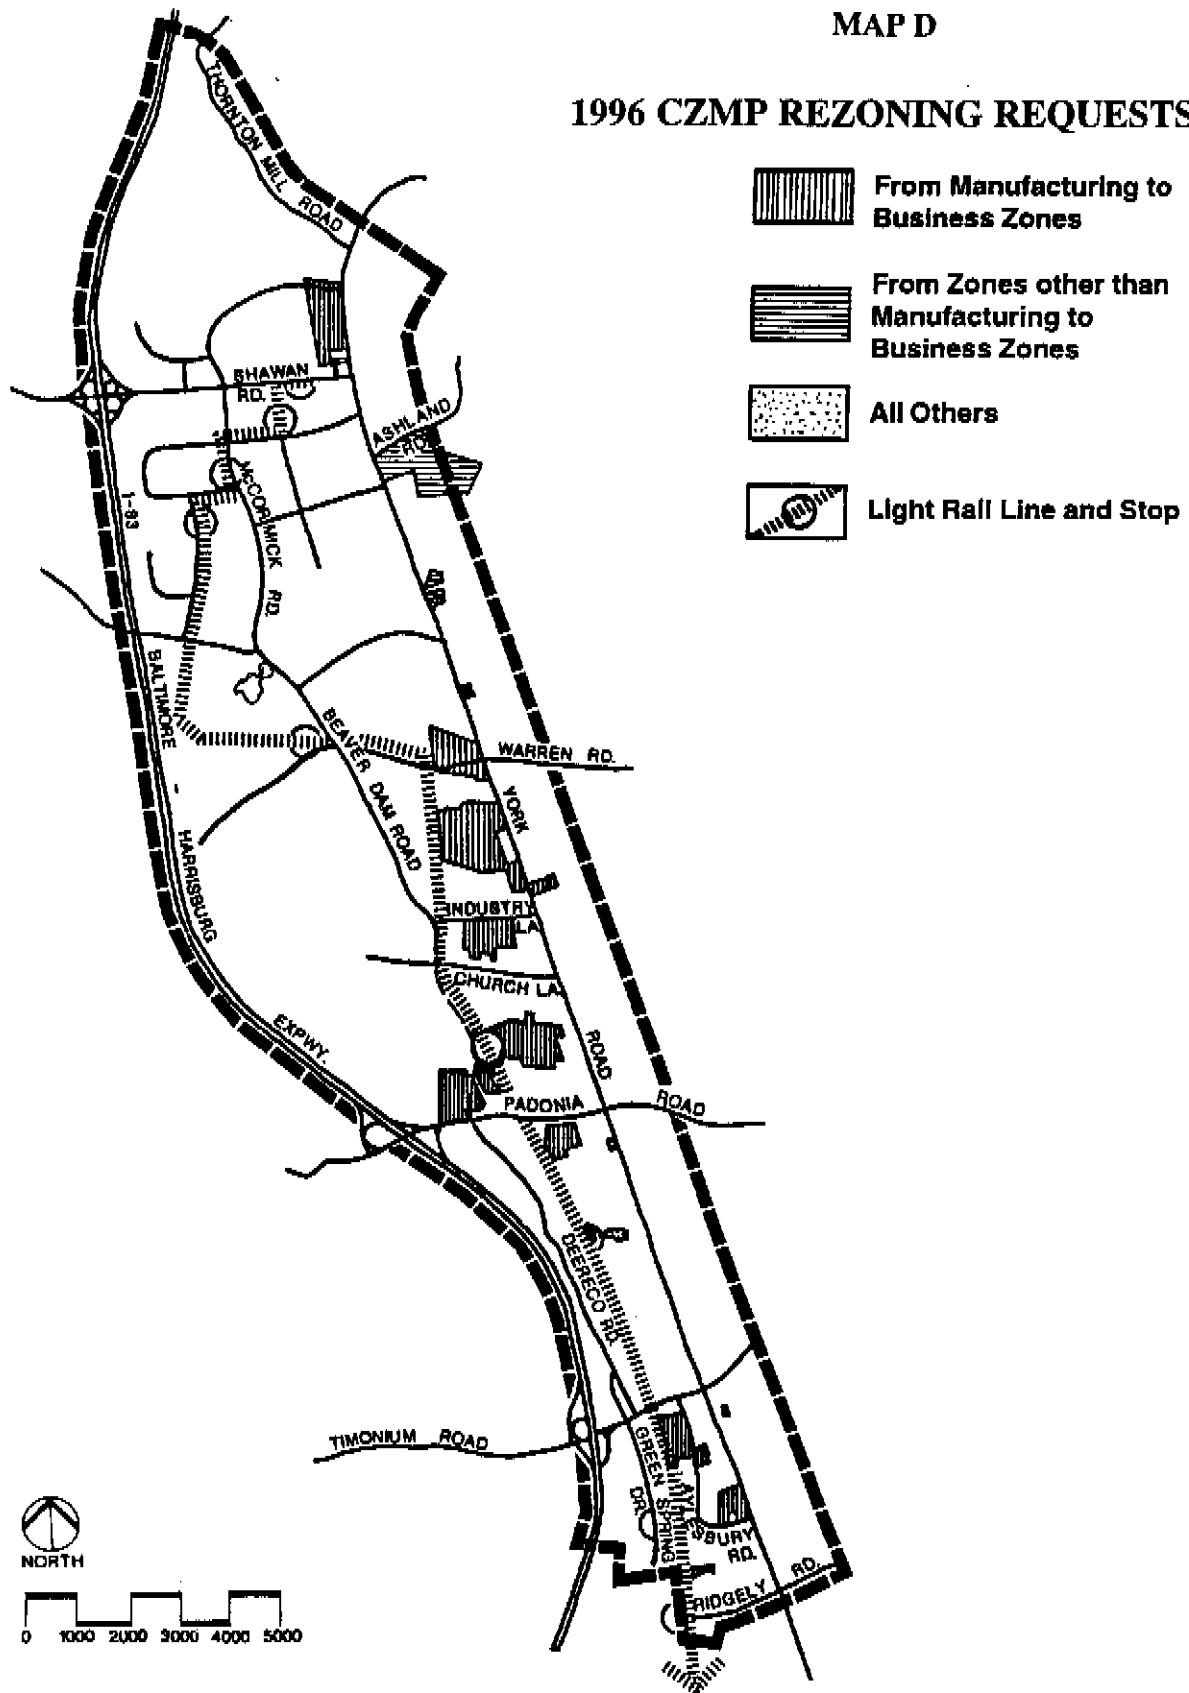 MAP D
1996 CZMP REZONING REQUESTS
From Manufacturing to
Business Zones
From Zones other than
Manufacturing to
Business Zones
All Others
Light Rail Line and Stop
THORNTON MILL ROAD
SHAWAN
RD.
ASHLAND
RD.
McCORMICK RD.
I-83
BALTIMORE
HARRISBURG
EXPWY.
BEAVER DAM ROAD
WARREN RD.
YORK
ROAD
INDUSTRY
LA.
CHURCH LA.
PADONIA
ROAD
DEERECO RD.
TIMONIUM ROAD
GREEN SPRING
DR.
AYLESBURY
RD.
RIDGELY RD.
NORTH
0 1000 2000 3000 4000 5000